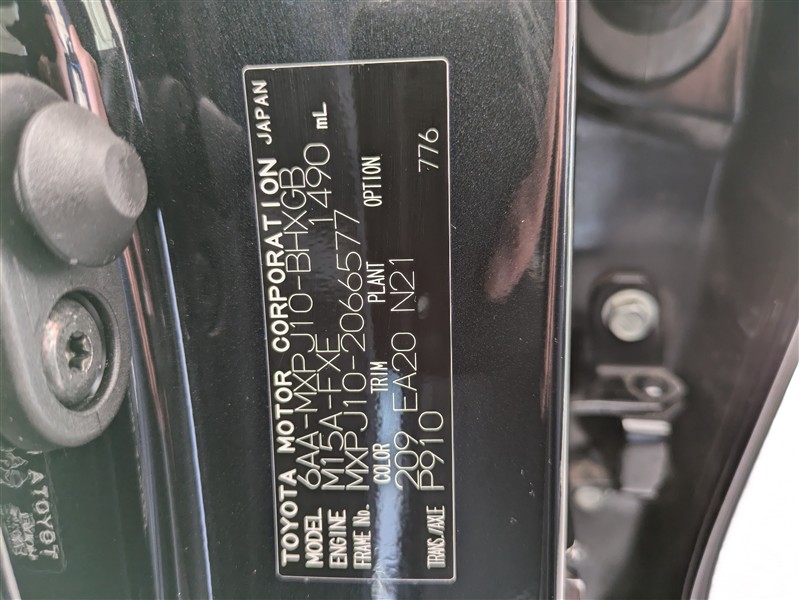 TOYOTA MOTOR CORPORATION JAPAN
MODEL 6AA-MXPJ10-BHXGB
ENGINE M15A-FXE 1490 mL
FRAME No. MXPJ10-2066577
COLOR TRIM PLANT OPTION
209 EA20 N21
TRANS./AXLE P910 776
TOYOT